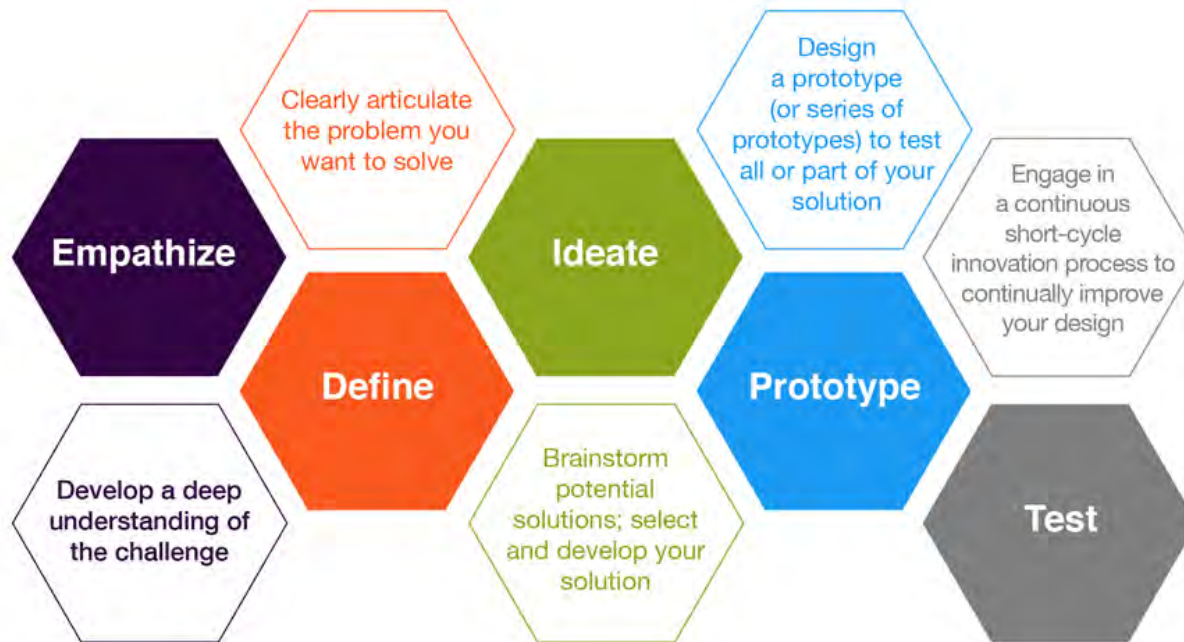 Empathize
Develop a deep
understanding of
the challenge
Clearly articulate
the problem you
want to solve
Define
Ideate
Brainstorm
potential
solutions; select
and develop your
solution
Design
a prototype
(or series of
prototypes) to test
all or part of your
solution
Prototype
Engage in
a continuous
short-cycle
innovation process to
continually improve
your design
Test